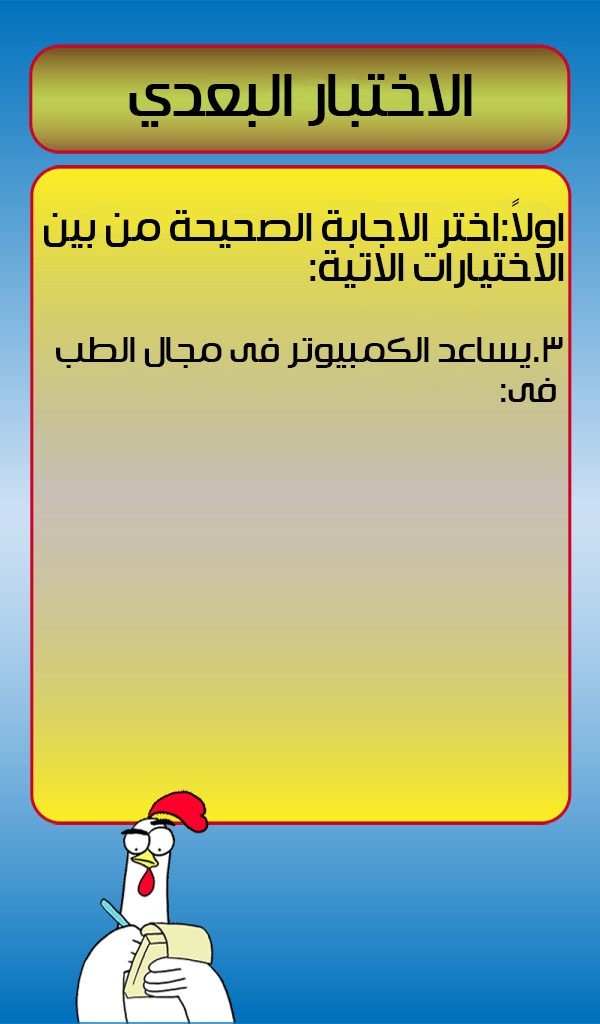 الاختبار البعدي
اولاً:اختر الاجابة الصحيحة من بين
الاختيارات الاتية:
٣.يساعد الكمبيوتر فى مجال الطب
فى: